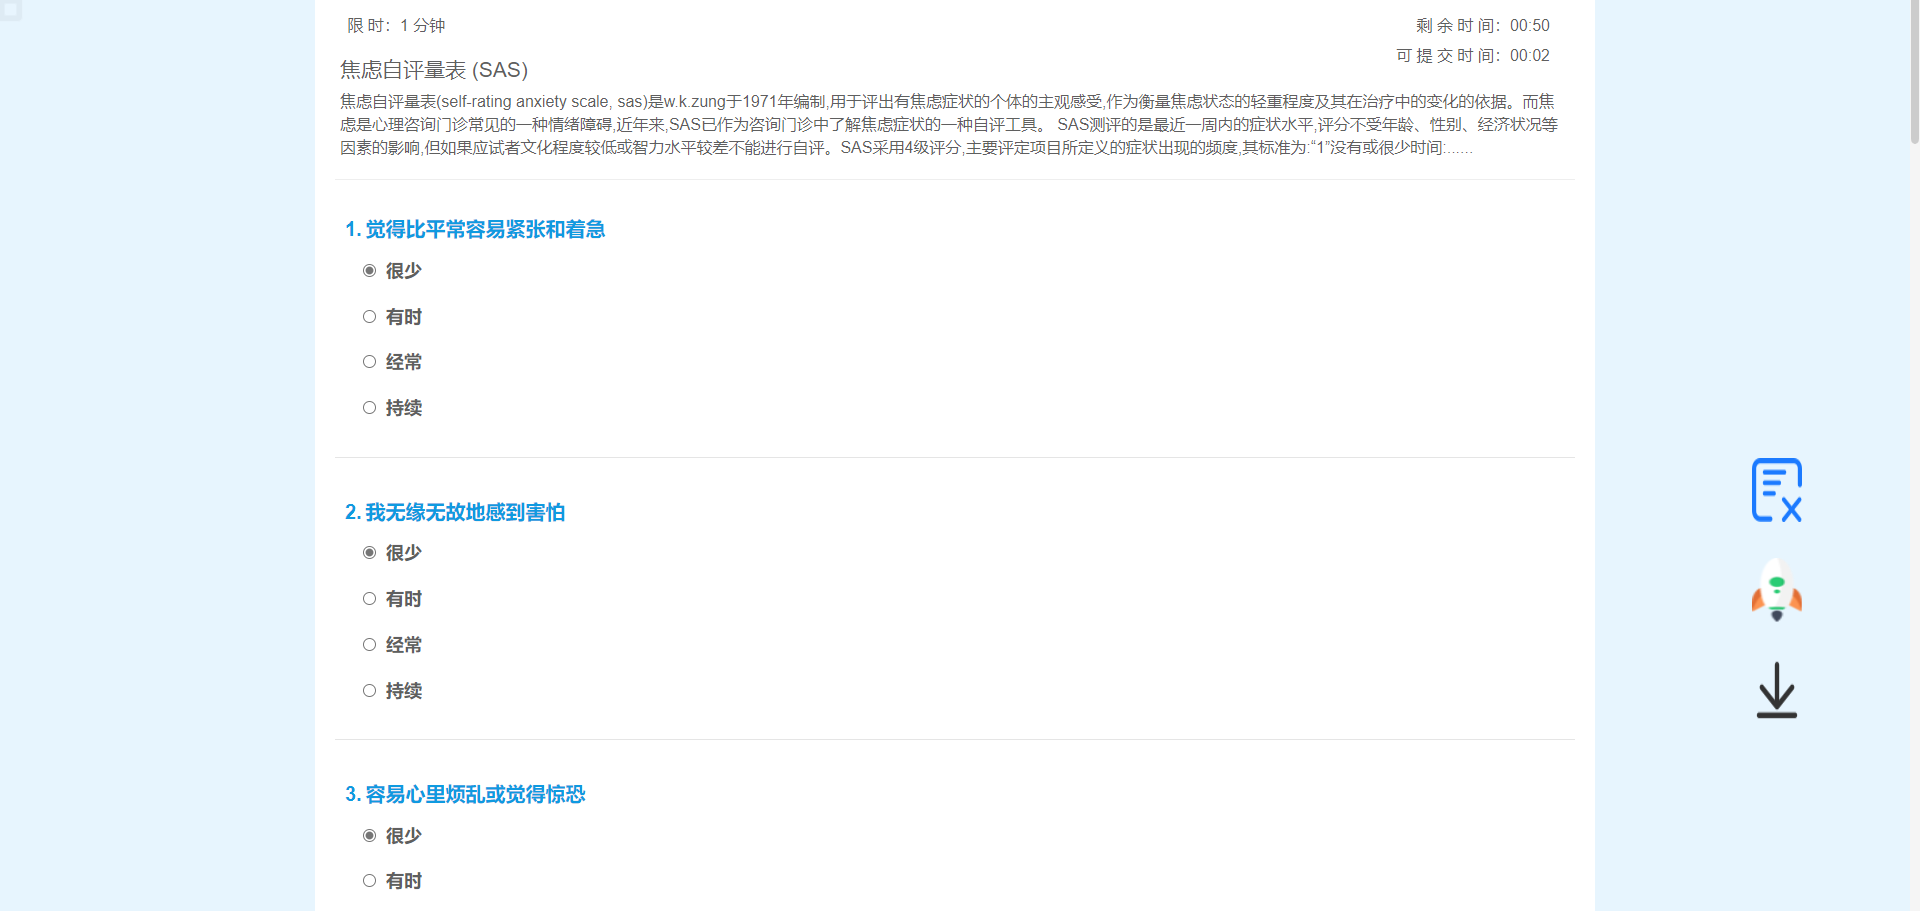 限 时：1 分钟
剩 余 时 间：00:50
可 提 交 时 间：00:02
焦虑自评量表 (SAS)
焦虑自评量表(self-rating anxiety scale, sas)是w.k.zung于1971年编制,用于评出有焦虑症状的个体的主观感受,作为衡量焦虑状态的轻重程度及其在治疗中的变化的依据。而焦
虑是心理咨询门诊常见的一种情绪障碍,近年来,SAS已作为咨询门诊中了解焦虑症状的一种自评工具。 SAS测评的是最近一周内的症状水平,评分不受年龄、性别、经济状况等
因素的影响,但如果应试者文化程度较低或智力水平较差不能进行自评。SAS采用4级评分,主要评定项目所定义的症状出现的频度,其标准为:“1”没有或很少时间:......
1. 觉得比平常容易紧张和着急
很少
有时
经常
持续
2. 我无缘无故地感到害怕
很少
有时
经常
持续
3. 容易心里烦乱或觉得惊恐
很少
有时